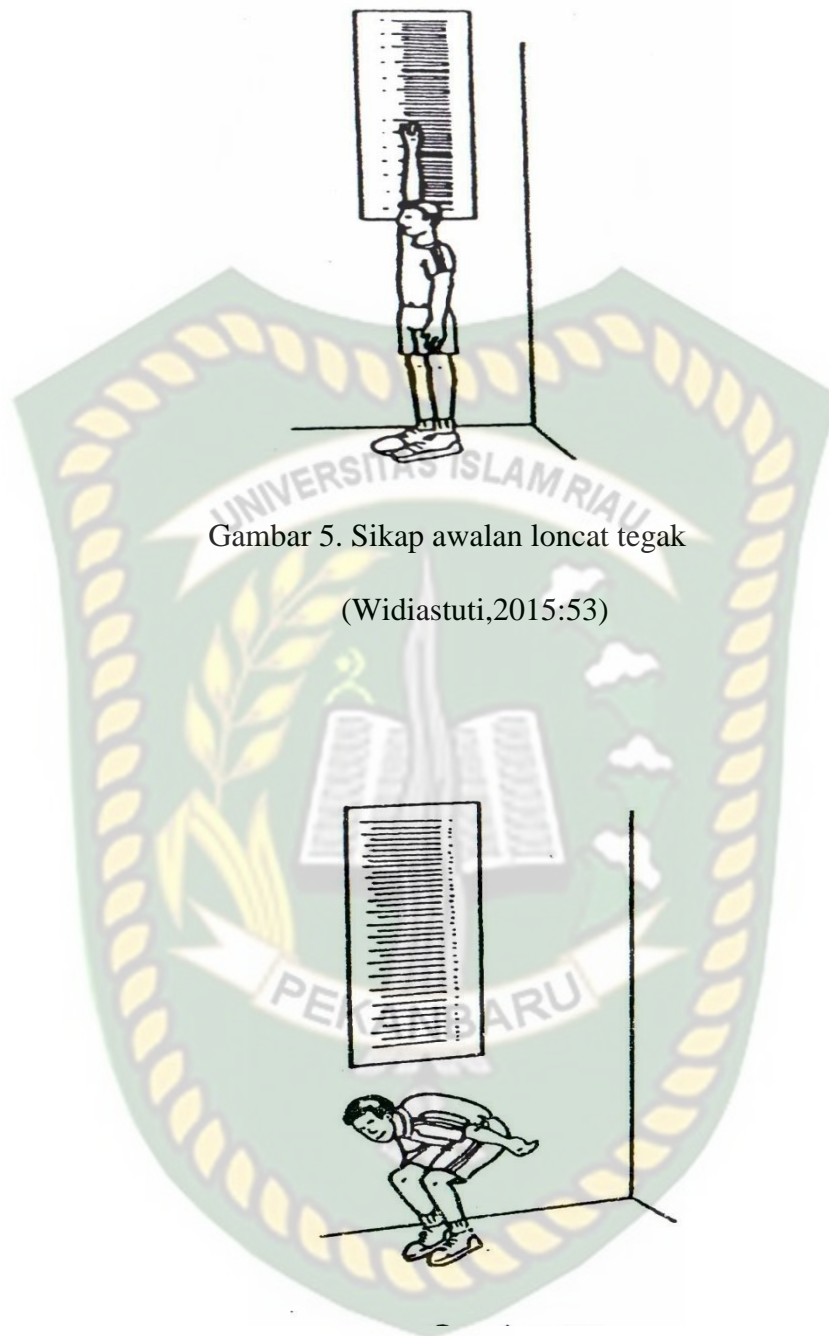 UNIVERSITAS ISLAM RIAU
Gambar 5. Sikap awalan loncat tegak
(Widiastuti,2015:53)
PEKANBARU